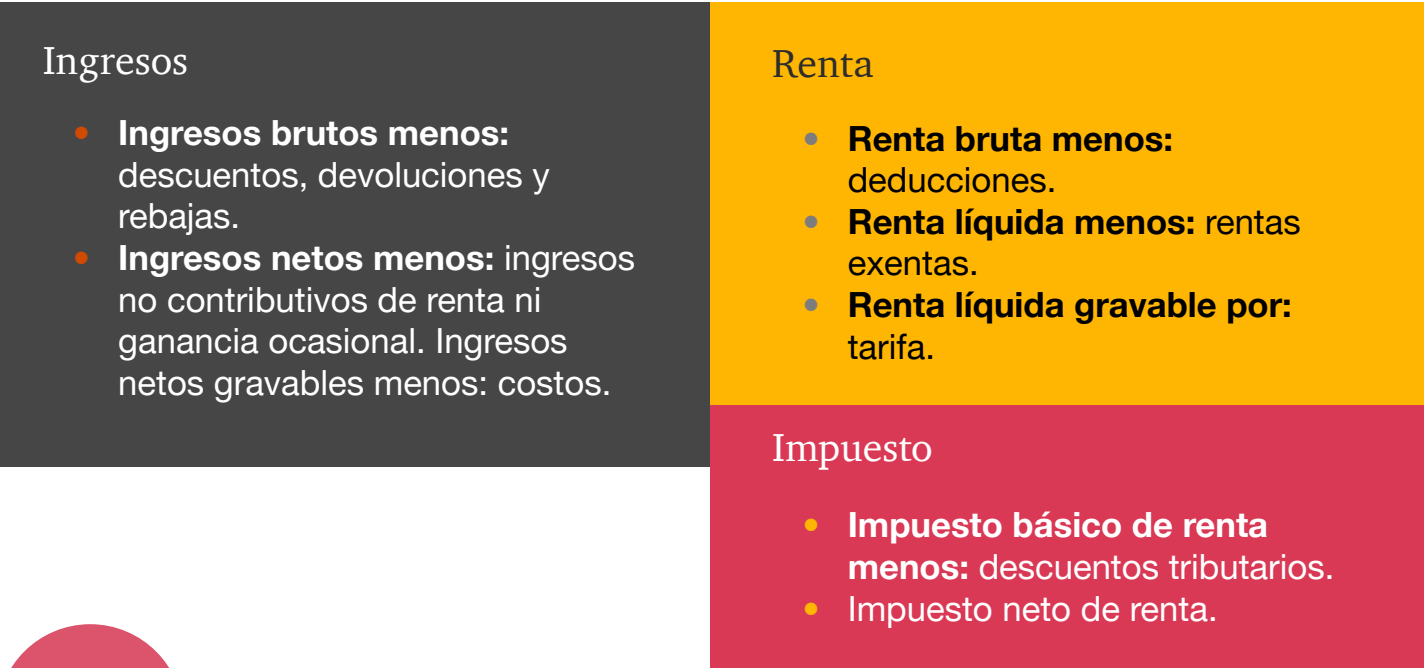 Ingresos
• Ingresos brutos menos:
descuentos, devoluciones y
rebajas.
• Ingresos netos menos: ingresos
no contributivos de renta ni
ganancia ocasional. Ingresos
netos gravables menos: costos.
Renta
• Renta bruta menos:
deducciones.
• Renta líquida menos: rentas
exentas.
• Renta líquida gravable por:
tarifa.
Impuesto
• Impuesto básico de renta
menos: descuentos tributarios.
• Impuesto neto de renta.